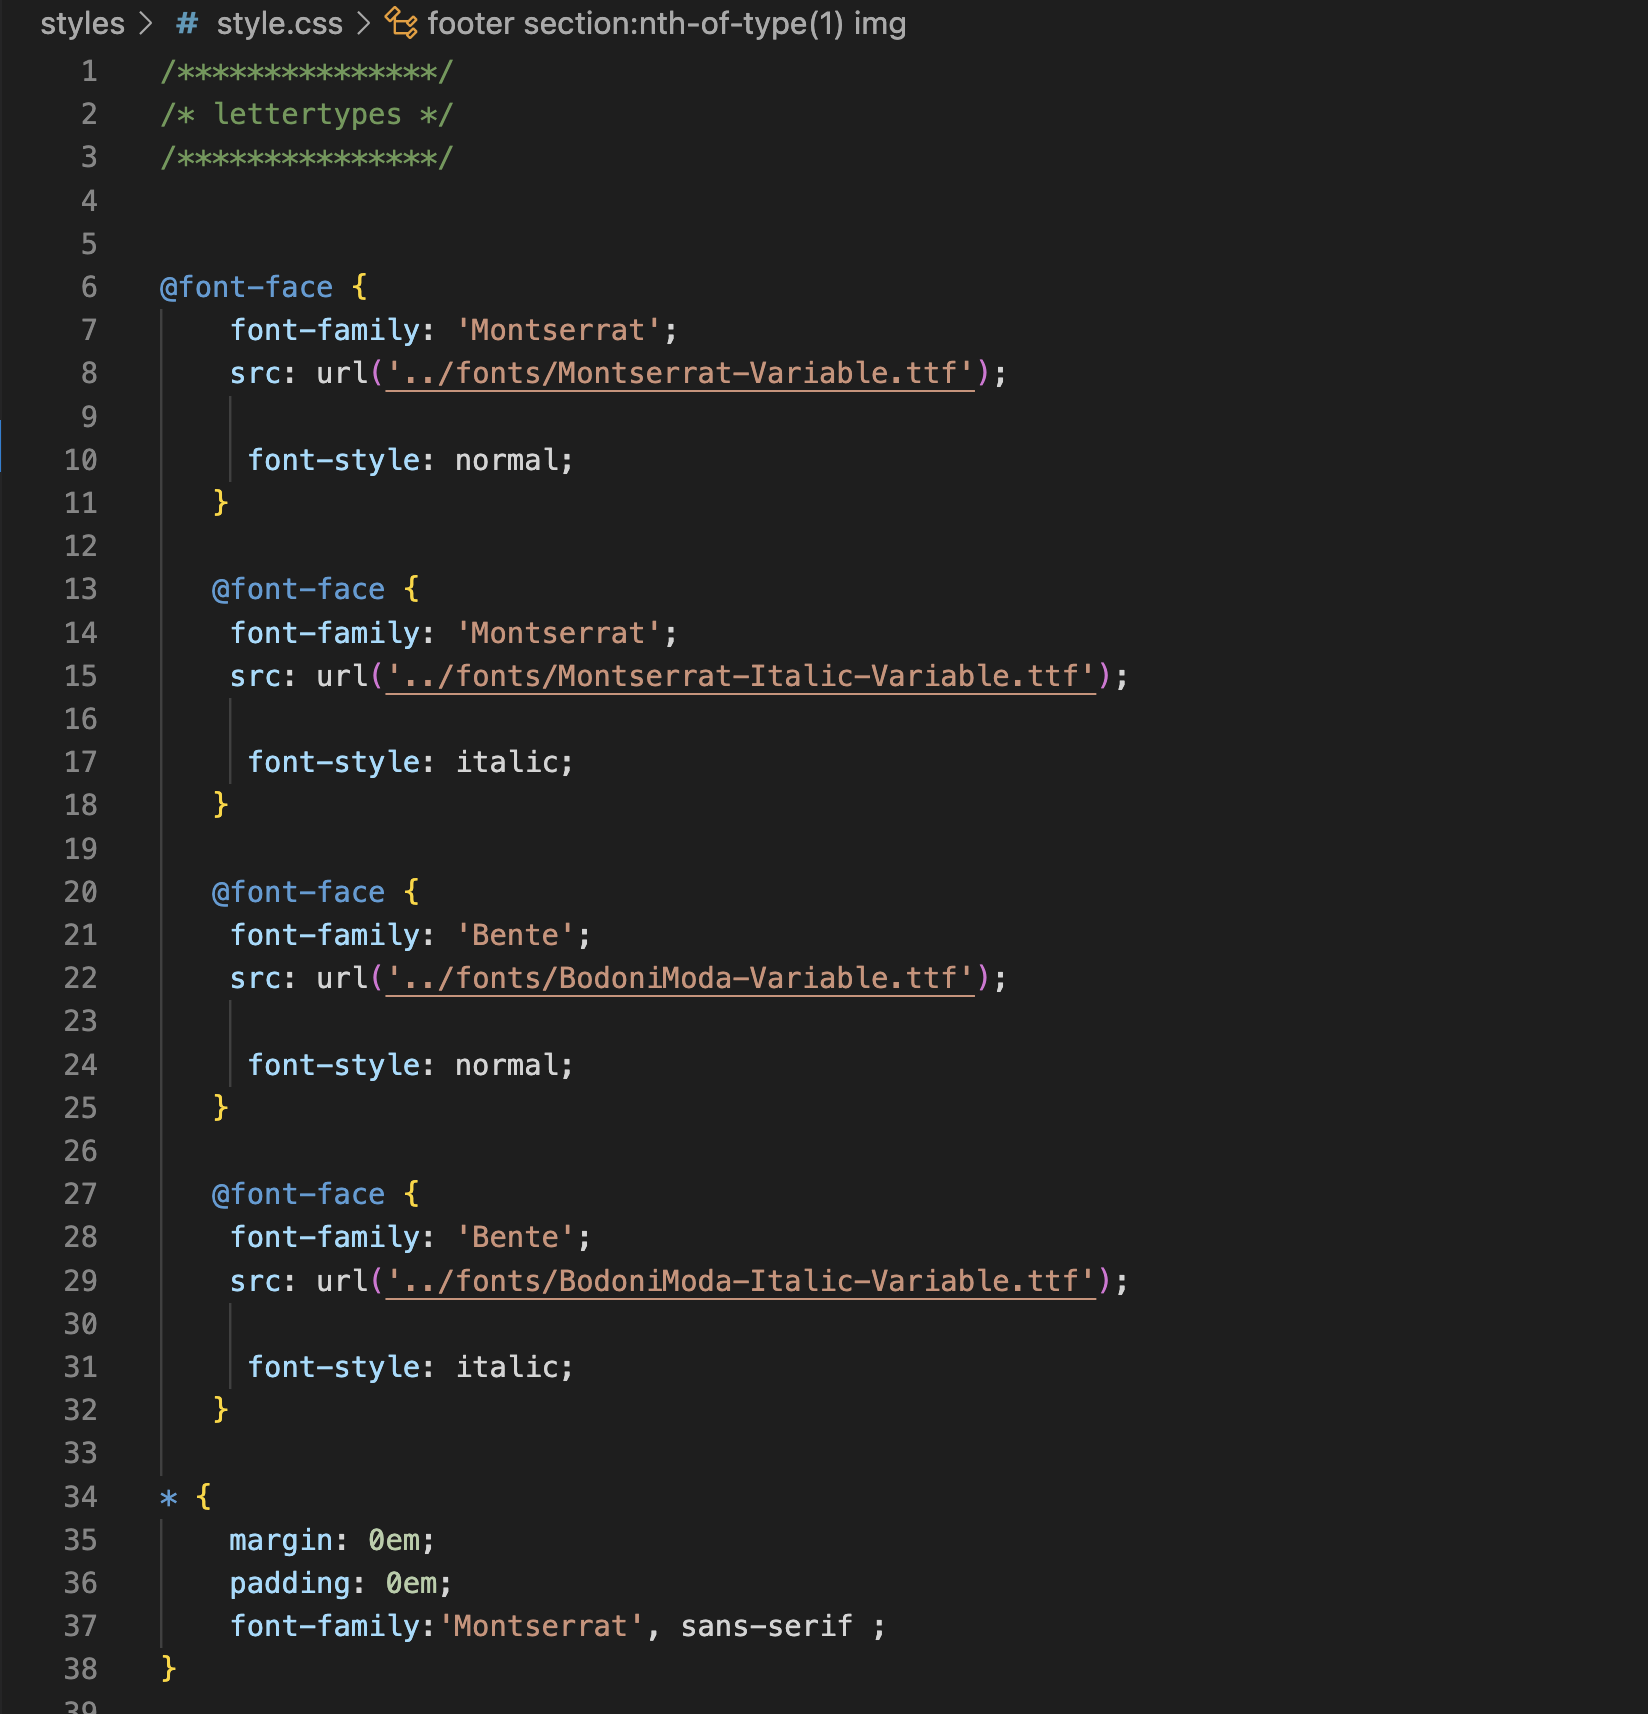 styles > # style.css > footer section:nth-of-type(1) img
1 /***************/
2 /* lettertypes */
3 /***************/
4
5
6 @font-face {
7 font-family: 'Montserrat';
8 src: url('../fonts/Montserrat-Variable.ttf');
9
10 font-style: normal;
11 }
12
13 @font-face {
14 font-family: 'Montserrat';
15 src: url('../fonts/Montserrat-Italic-Variable.ttf');
16
17 font-style: italic;
18 }
19
20 @font-face {
21 font-family: 'Bente';
22 src: url('../fonts/BodoniModa-Variable.ttf');
23
24 font-style: normal;
25 }
26
27 @font-face {
28 font-family: 'Bente';
29 src: url('../fonts/BodoniModa-Italic-Variable.ttf');
30
31 font-style: italic;
32 }
33
34 * {
35 margin: 0em;
36 padding: 0em;
37 font-family:'Montserrat', sans-serif ;
38 }
39